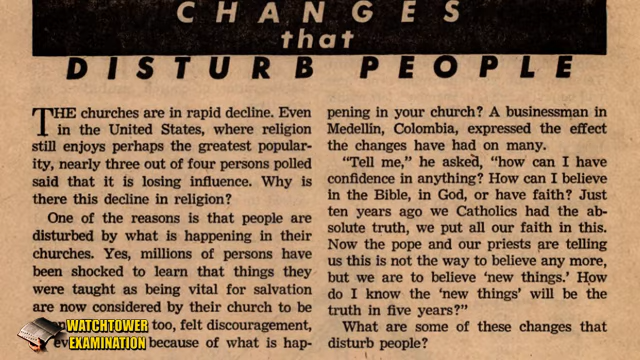 CHANGES
that
DISTURB PEOPLE
THE churches are in rapid decline. Even
in the United States, where religion
still enjoys perhaps the greatest popular-
ity, nearly three out of four persons polled
said that it is losing influence. Why is
there this decline in religion?
One of the reasons is that people are
disturbed by what is happening in their
churches. Yes, millions of persons have
been shocked to learn that things they
were taught as being vital for salvation
are now considered by their church to be
too, felt discouragement,
because of what is hap-
pening in your church? A businessman in
Medellín, Colombia, expressed the effect
the changes have had on many.
"Tell me," he asked, "how can I have
confidence in anything? How can I believe
in the Bible, in God, or have faith? Just
ten years ago we Catholics had the ab-
solute truth, we put all our faith in this.
Now the pope and our priests are telling
us this is not the way to believe any more,
but we are to believe 'new things.' How
do I know the 'new things' will be the
truth in five years?"
What are some of these changes that
disturb people?
WATCHTOWER
EXAMINATION